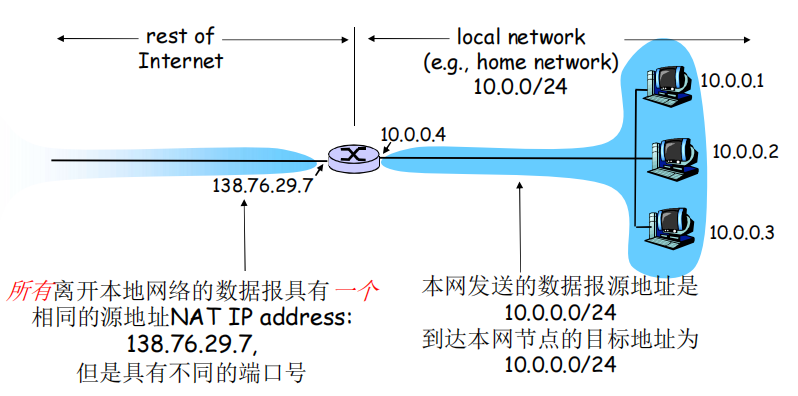 rest of
Internet
local network
(e.g., home network)
10.0.0/24
10.0.0.1
10.0.0.4
10.0.0.2
138.76.29.7
10.0.0.3
所有离开本地网络的数据报具有一个
相同的源地址NAT IP address:
138.76.29.7,
但是具有不同的端口号
本网发送的数据报源地址是
10.0.0.0/24
到达本网节点的目标地址为
10.0.0.0/24